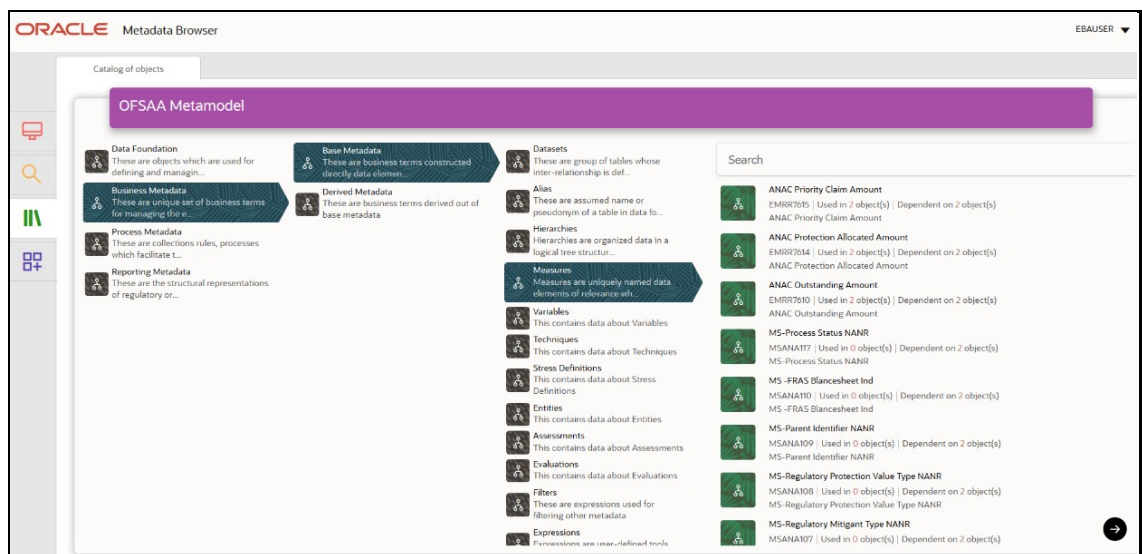 ORACLE Metadata Browser
EBAUSER
Catalog of objects
OFSAA Metamodel
Data Foundation
These are objects which are used for
defining and managin...
Business Metadata
These are unique set of business terms
for managing the e...
Process Metadata
These are collections rules, processes
which facilitate t...
Reporting Metadata
These are the structural representations
of regulatory or...
Base Metadata
These are business terms constructed
directly data elemen...
Derived Metadata
These are business terms derived out of
base metadata
Datasets
These are group of tables whose
inter-relationship is def...
Alias
These are assumed name or
pseudonym of a table in data fo...
Hierarchies
Hierarchies are organized data in a
logical tree structur...
Measures
Measures are uniquely named data
elements of relevance wh...
Variables
This contains data about Variables
Techniques
This contains data about Techniques
Stress Definitions
This contains data about Stress
Definitions
Entities
This contains data about Entities
Assessments
This contains data about Assessments
Evaluations
This contains data about Evaluations
Filters
These are expressions used for
filtering other metadata
Expressions
Expressions are user-defined tools
Search
ANAC Priority Claim Amount
EMRR7615 | Used in 2 object(s) | Dependent on 2 object(s)
ANAC Priority Claim Amount
ANAC Protection Allocated Amount
EMRR7614 | Used in 2 object(s) | Dependent on 2 object(s)
ANAC Protection Allocated Amount
ANAC Outstanding Amount
EMRR7610 | Used in 2 object(s) | Dependent on 2 object(s)
ANAC Outstanding Amount
MS-Process Status NANR
MSANA117 | Used in 0 object(s) | Dependent on 2 object(s)
MS-Process Status NANR
MS -FRAS Blancesheet Ind
MSANA110 | Used in 0 object(s) | Dependent on 2 object(s)
MS -FRAS Blancesheet Ind
MS-Parent Identifier NANR
MSANA109 | Used in 0 object(s) | Dependent on 2 object(s)
MS-Parent Identifier NANR
MS-Regulatory Protection Value Type NANR
MSANA108 | Used in 0 object(s) | Dependent on 2 object(s)
MS-Regulatory Protection Value Type NANR
MS-Regulatory Mitigant Type NANR
MSANA107 | Used in 0 object(s) | Dependent on 2 object(s)